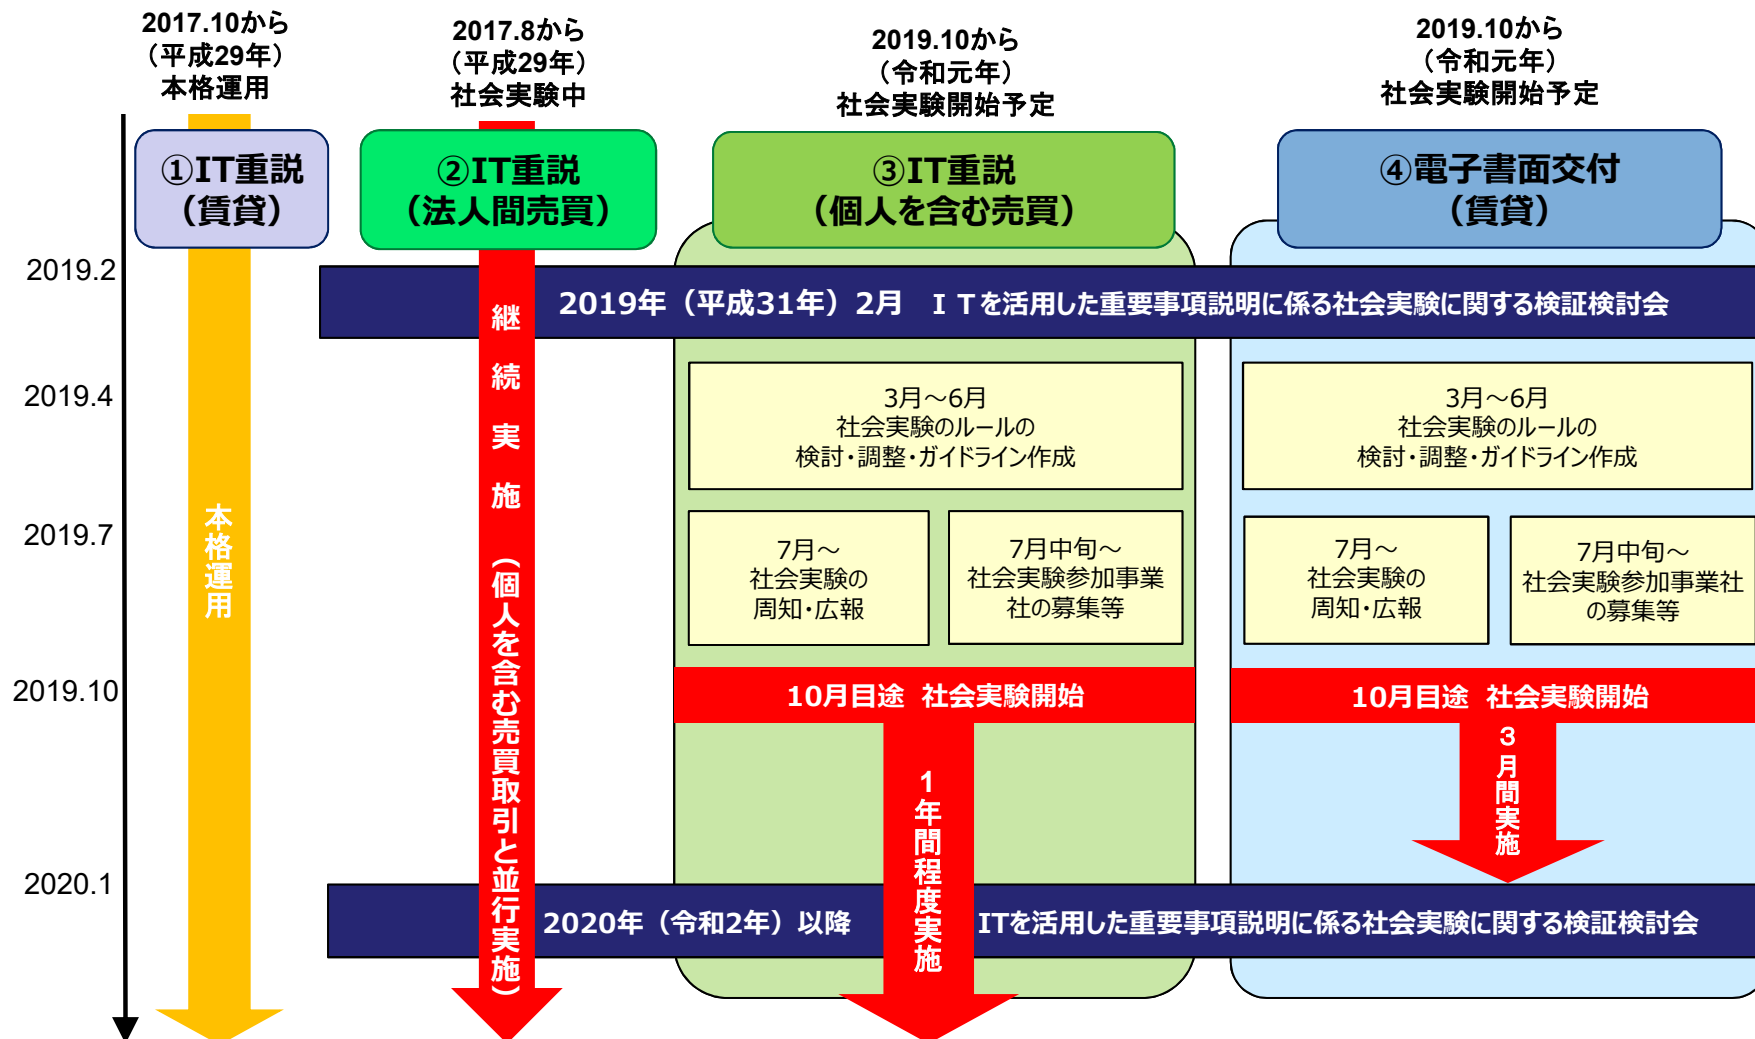 2017.10から
（平成29年）
本格運用
2017.8から
（平成29年）
社会実験中
2019.10から
（令和元年）
社会実験開始予定
2019.10から
（令和元年）
社会実験開始予定
①IT重説
（賃貸）
②IT重説
（法人間売買）
③IT重説
（個人を含む売買）
④電子書面交付
（賃貸）
2019.2
2019年（平成31年）2月　ＩＴを活用した重要事項説明に係る社会実験に関する検証検討会
2019.4
3月～6月
社会実験のルールの
検討・調整・ガイドライン作成
3月～6月
社会実験のルールの
検討・調整・ガイドライン作成
2019.7
7月～
社会実験の
周知・広報
7月中旬～
社会実験参加事業
社の募集等
7月～
社会実験の
周知・広報
7月中旬～
社会実験参加事業社
の募集等
本格運用
継続実施　（個人を含む売買取引と並行実施）
2019.10
10月目途 社会実験開始
10月目途 社会実験開始
1年間程度実施
３月間実施
2020.1
2020年（令和2年）以降　ITを活用した重要事項説明に係る社会実験に関する検証検討会